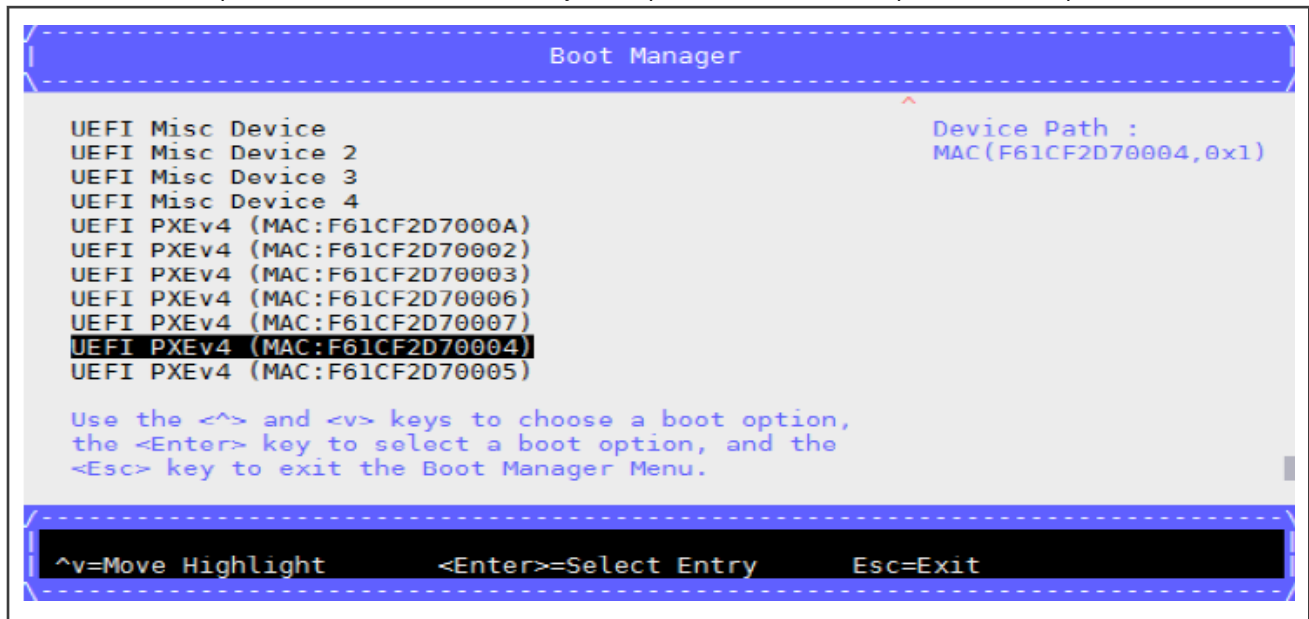 Boot Manager
^
UEFI Misc Device
UEFI Misc Device 2
UEFI Misc Device 3
UEFI Misc Device 4
UEFI PXEv4 (MAC:F61CF2D7000A)
UEFI PXEv4 (MAC:F61CF2D70002)
UEFI PXEv4 (MAC:F61CF2D70003)
UEFI PXEv4 (MAC:F61CF2D70006)
UEFI PXEv4 (MAC:F61CF2D70007)
UEFI PXEv4 (MAC:F61CF2D70004)
UEFI PXEv4 (MAC:F61CF2D70005)
Device Path :
MAC(F61CF2D70004,0x1)
Use the <^> and <v> keys to choose a boot option,
the <Enter> key to select a boot option, and the
<Esc> key to exit the Boot Manager Menu.
^v=Move Highlight <Enter>=Select Entry Esc=Exit